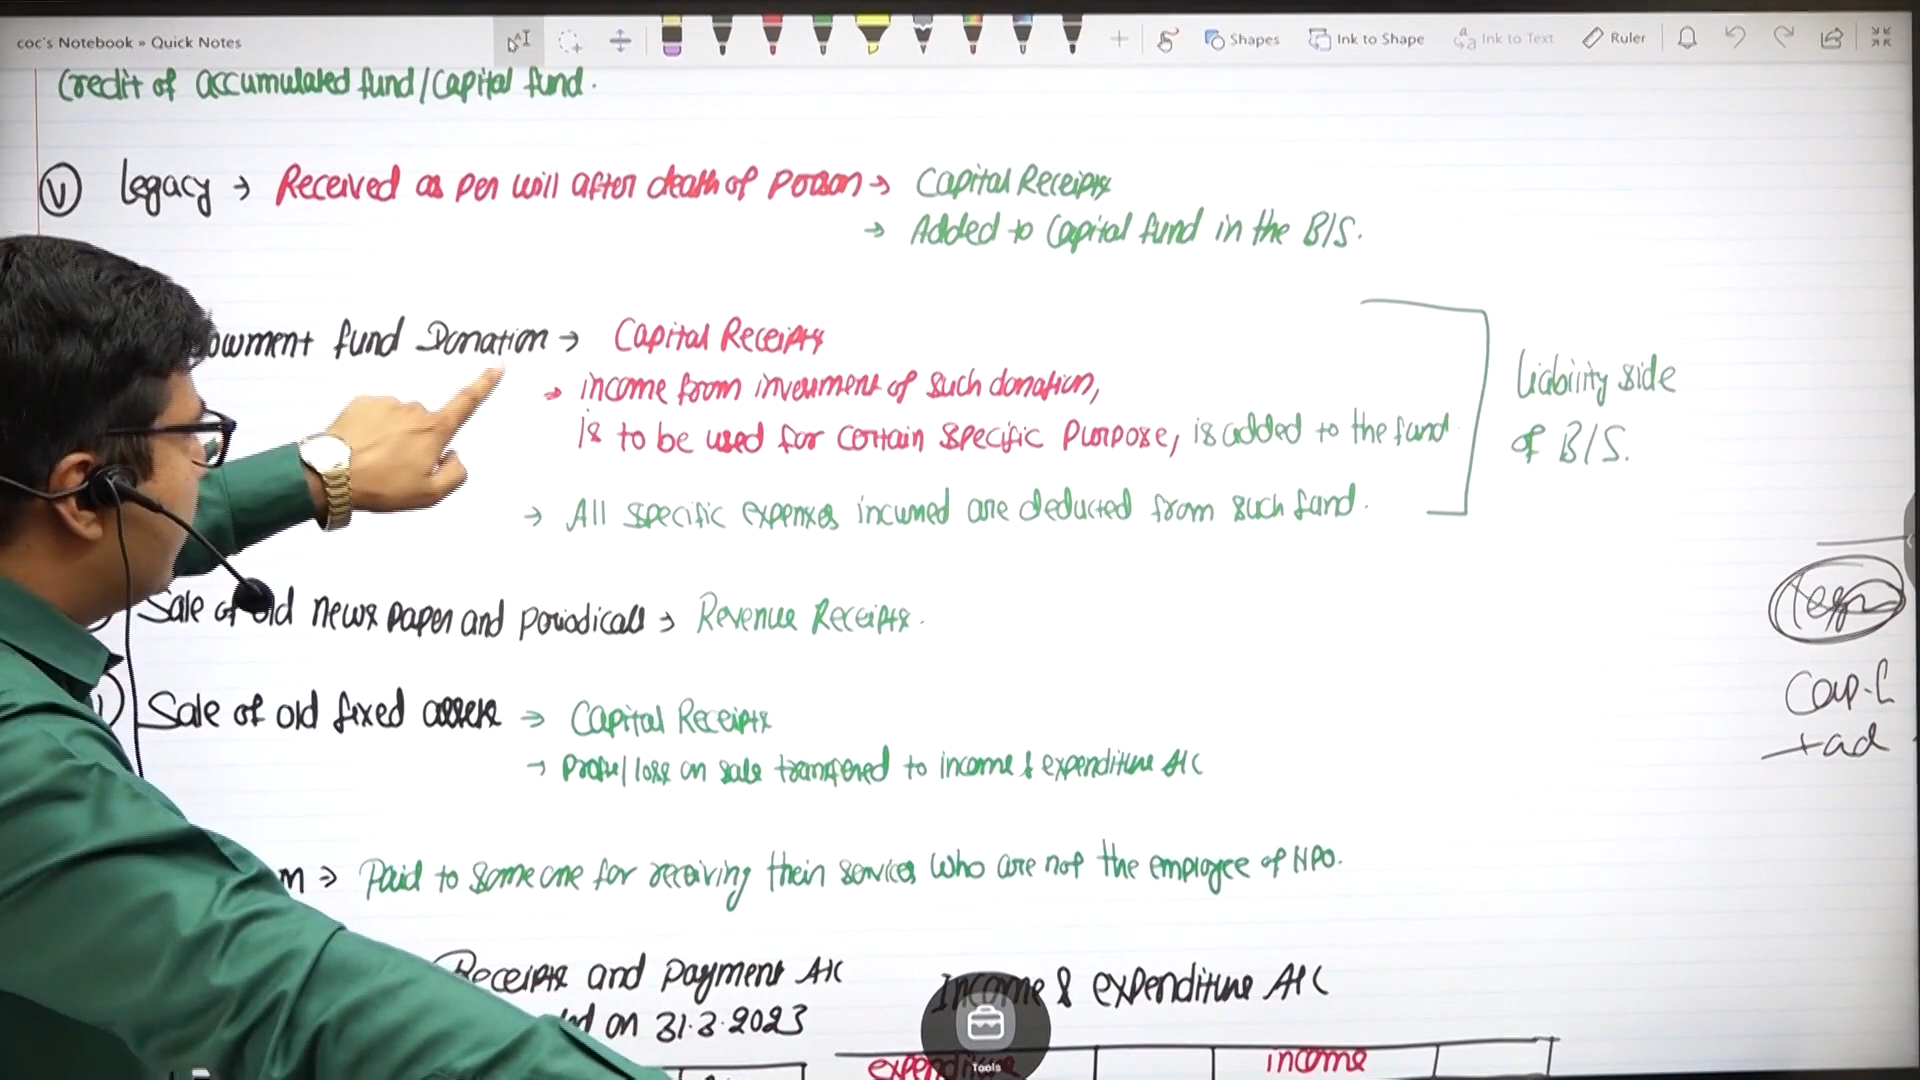 coc's Notebook » Quick Notes
Shapes
Ink to Shape
Ink to Text
Ruler
Credit of accumulated fund/Capital fund.
(V) Legacy → Received as per will after death of person → Capital Receipts
→ Added to Capital fund in the B/S.
owment fund Donation → Capital Receipts
→ income from investment of such donation,
is to be used for certain specific purpose, is added to the fund
→ All specific expenses incurred are deducted from such fund.
Liability side
of B/S.
Sale of old news paper and periodicals → Revenue Receipts.
Sale of old fixed assets → Capital Receipts
→ profit/loss on sale transfered to income & expenditure A/C
Cap.
+ad
m → Paid to someone for receiving their services who are not the employee of NPO.
Receipts and Payment A/C
on 31.3.2023
Income & expenditure A/C
expenditure
income
Tools